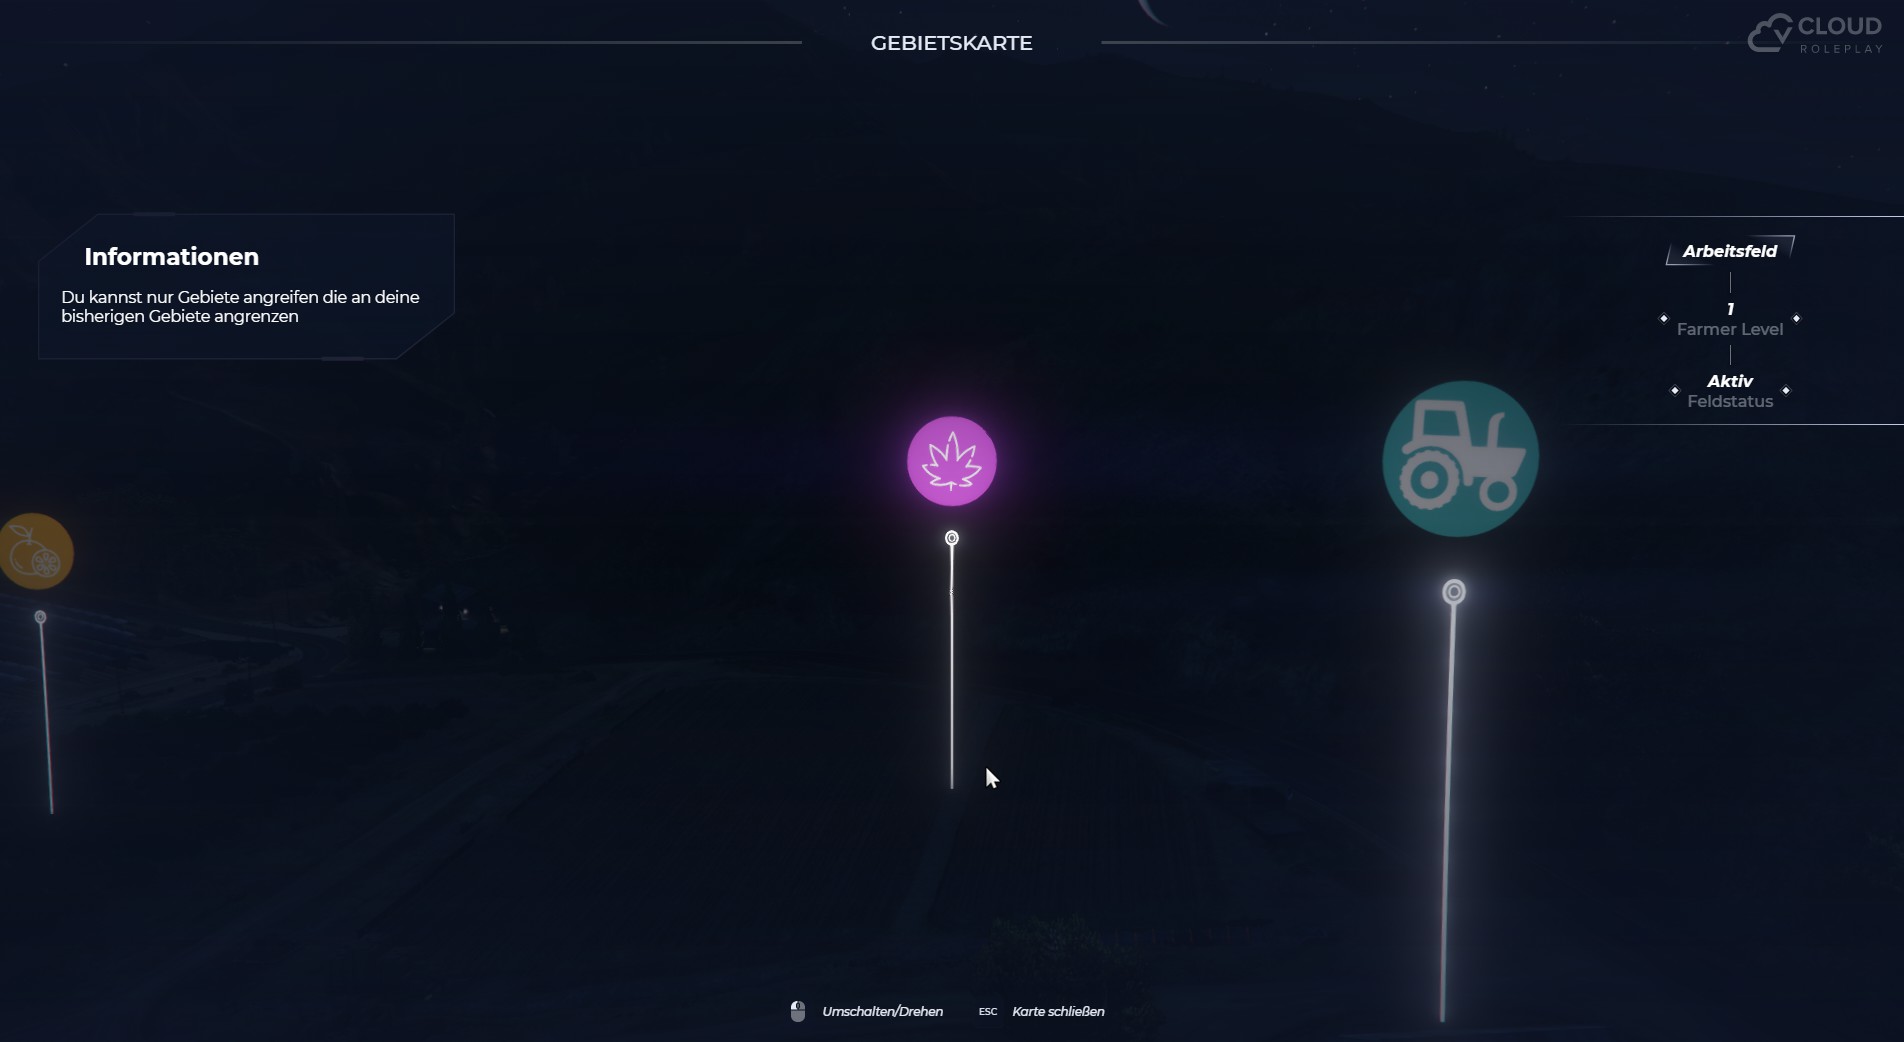 GEBIETSKARTE
CLOUD
ROLEPLAY
Informationen
Du kannst nur Gebiete angreifen die an deine
bisherigen Gebiete angrenzen
Arbeitsfeld
1
Farmer Level
Aktiv
Feldstatus
Umschalten/Drehen
ESC
Karte schließen